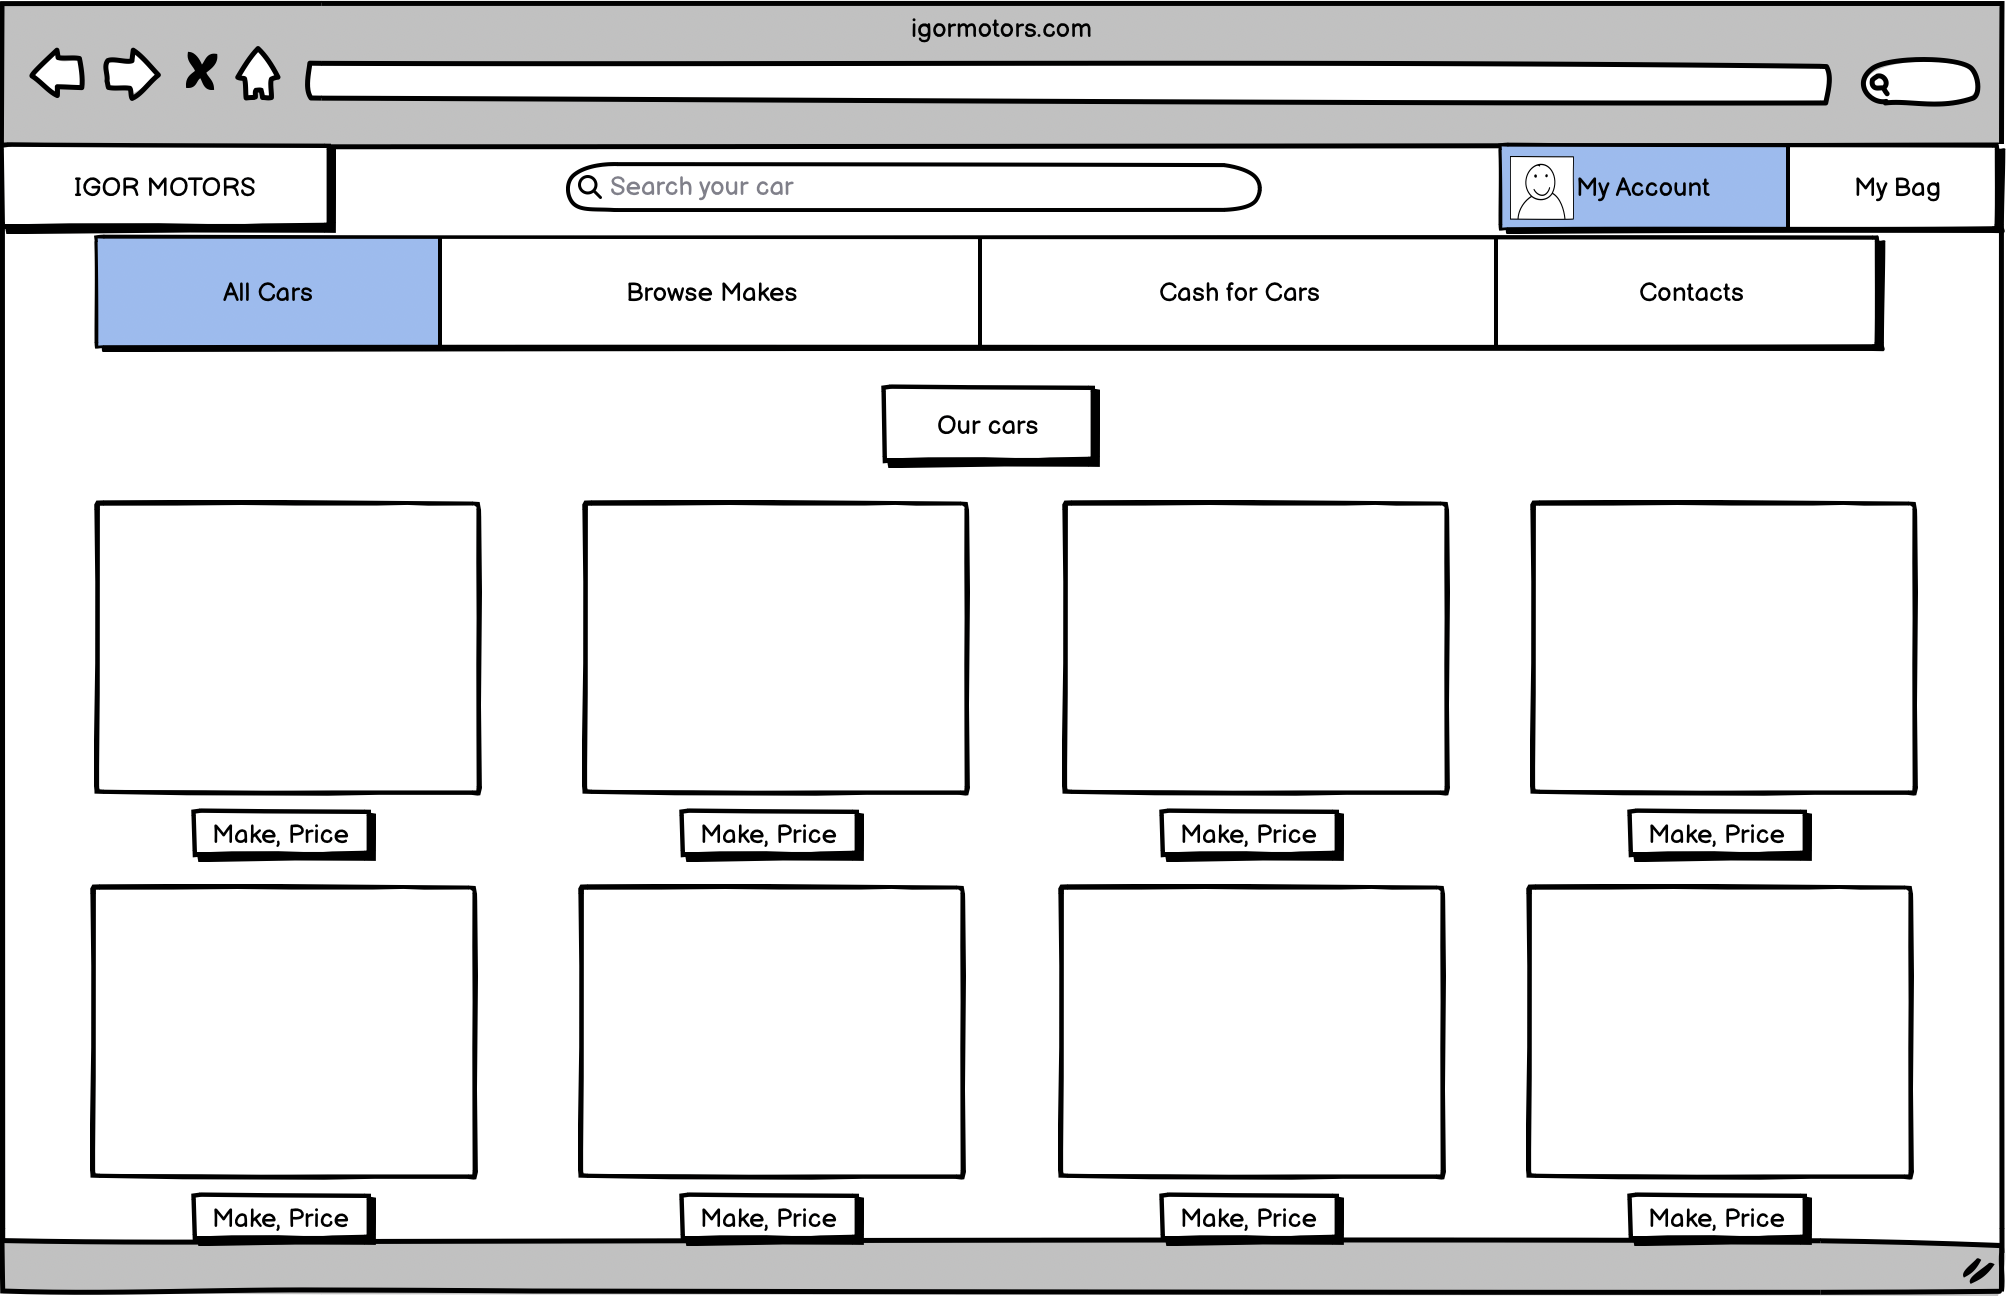 igormotors.com
IGOR MOTORS
Search your car
My Account
My Bag
All Cars
Browse Makes
Cash for Cars
Contacts
Our cars
Make, Price
Make, Price
Make, Price
Make, Price
Make, Price
Make, Price
Make, Price
Make, Price